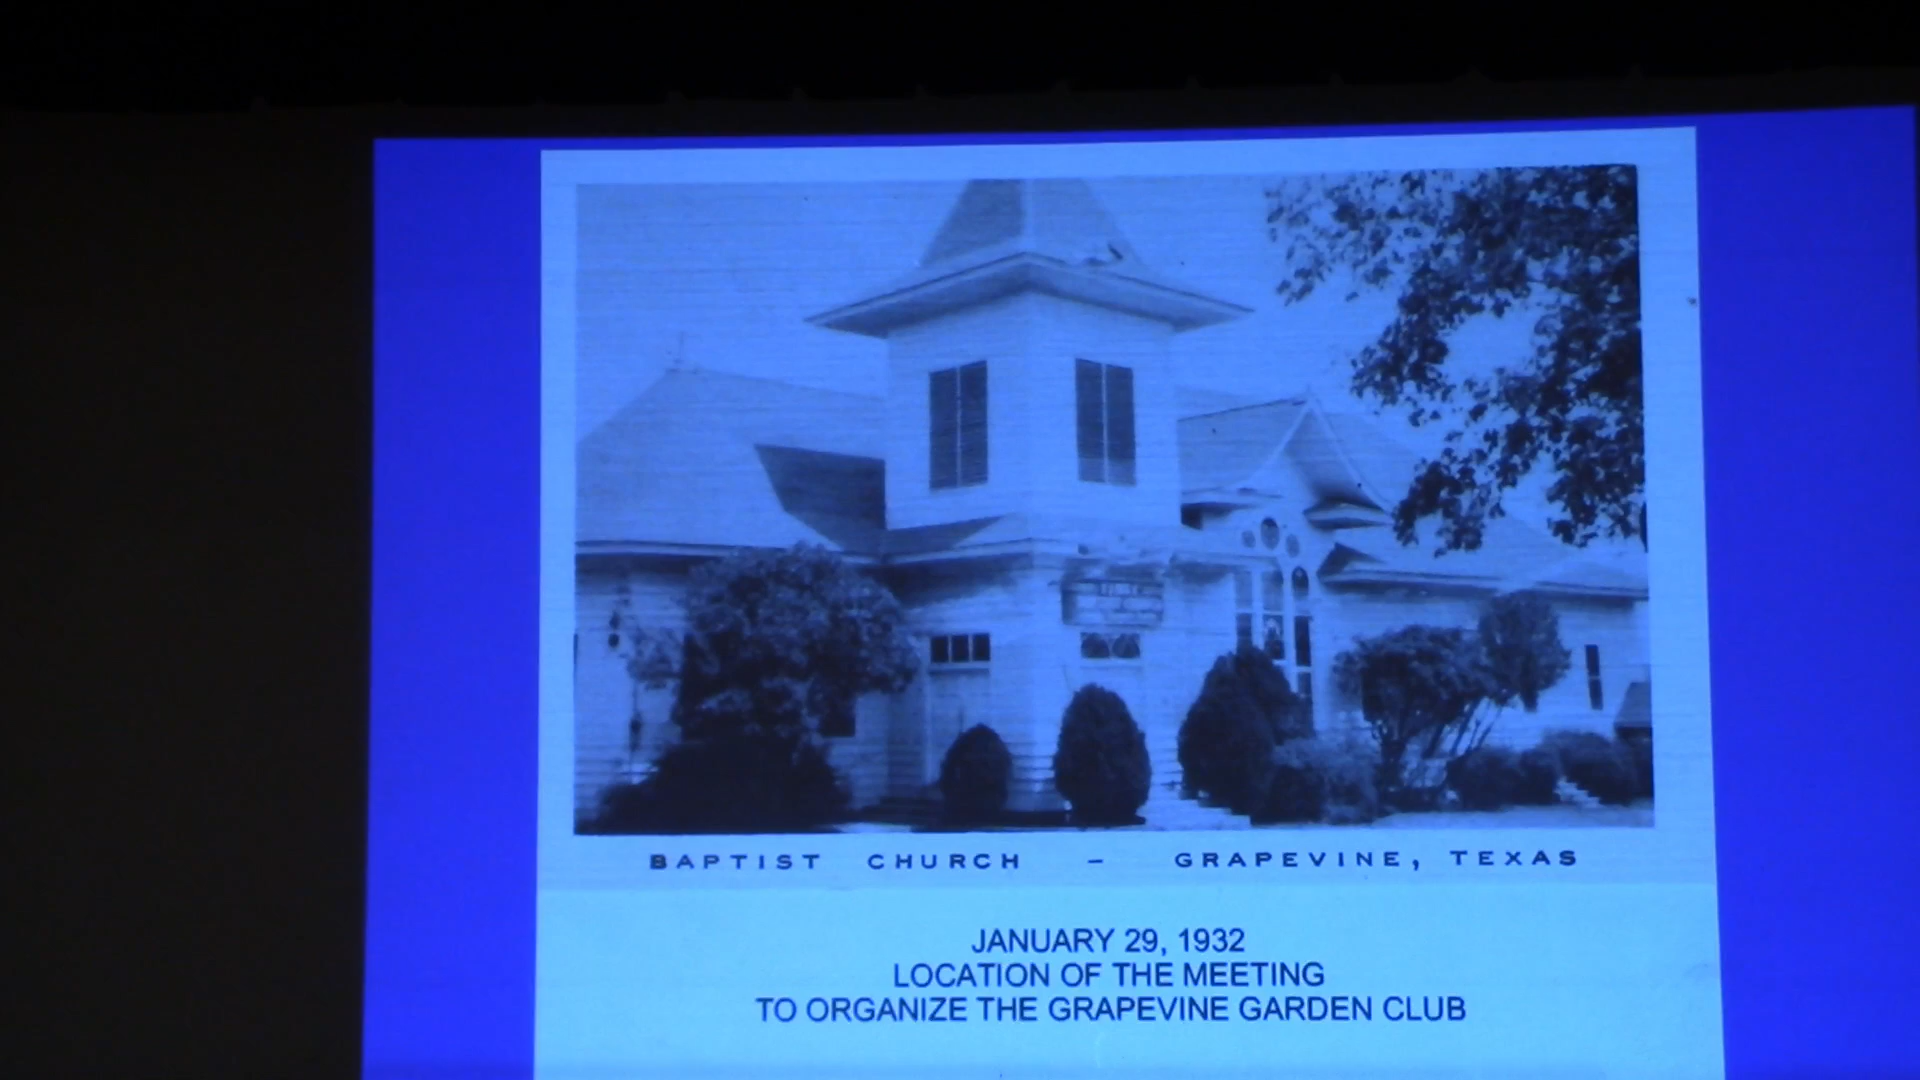 BAPTIST CHURCH - GRAPEVINE, TEXAS
JANUARY 29, 1932
LOCATION OF THE MEETING
TO ORGANIZE THE GRAPEVINE GARDEN CLUB